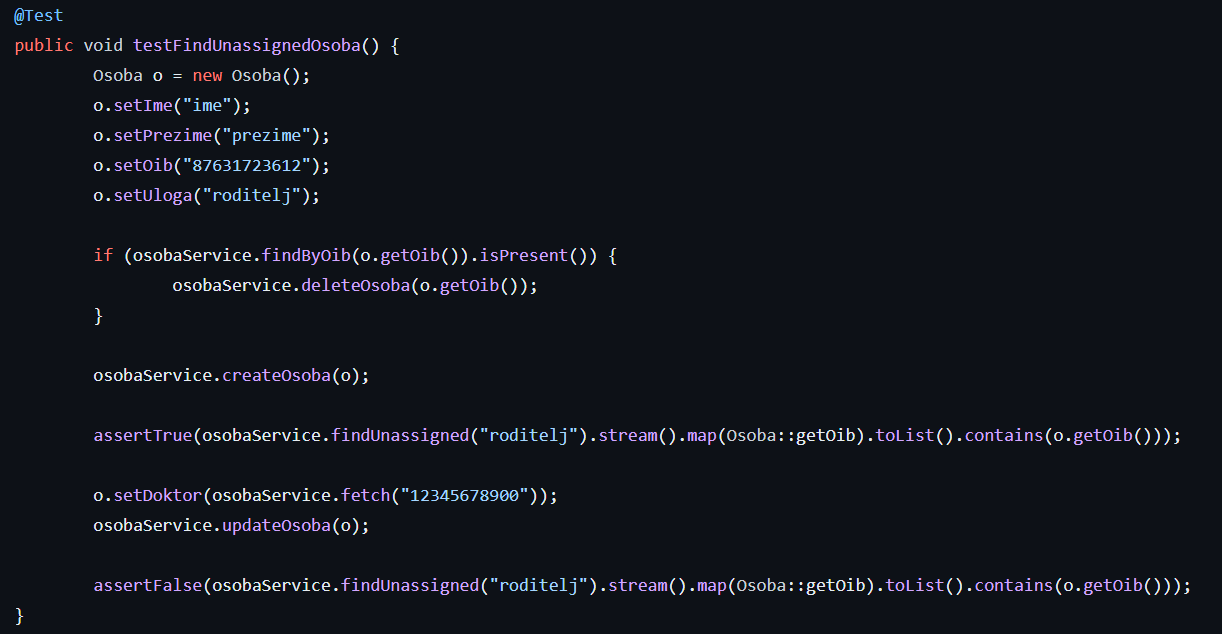 @Test
public void testFindUnassignedOsoba() {
        Osoba o = new Osoba();
        o.setIme("ime");
        o.setPrezime("prezime");
        o.setOib("87631723612");
        o.setUloga("roditelj");

        if (osobaService.findByOib(o.getOib()).isPresent()) {
                osobaService.deleteOsoba(o.getOib());
        }

        osobaService.createOsoba(o);

        assertTrue(osobaService.findUnassigned("roditelj").stream().map(Osoba::getOib).toList().contains(o.getOib()));

        o.setDoktor(osobaService.fetch("12345678900"));
        osobaService.updateOsoba(o);

        assertFalse(osobaService.findUnassigned("roditelj").stream().map(Osoba::getOib).toList().contains(o.getOib()));
}